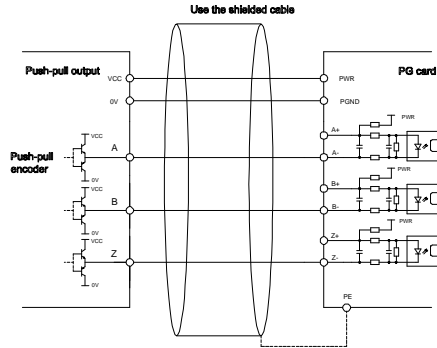 Use the shielded cable
Push-pull output
PG card
VCC
PWR
0V
PGND
PWR
A+
VCC
A
A-
Push-pull
encoder
0V
PWR
VCC
B+
B
B-
0V
PWR
VCC
Z+
Z
Z-
0V
PE